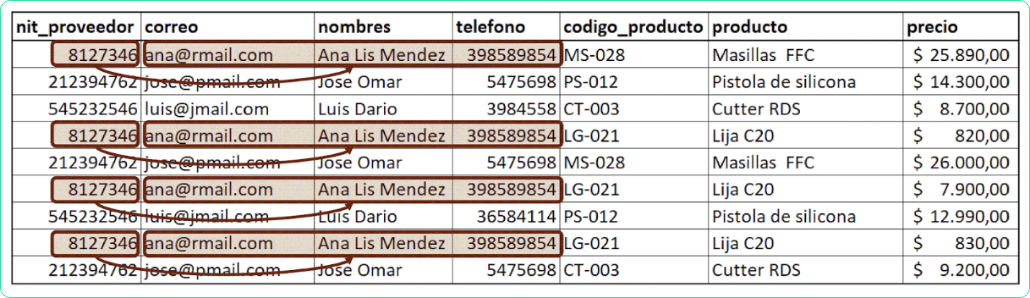 nit_proveedor correo nombres telefono codigo_producto producto precio
8127346 ana@rmail.com Ana Lis Mendez 398589854 MS-028 Masillas FFC $ 25.890,00
212394762 jose@pmail.com Jose Omar 5475698 PS-012 Pistola de silicona $ 14.300,00
545232546 luis@jmail.com Luis Dario 3984558 CT-003 Cutter RDS $ 8.700,00
8127346 ana@rmail.com Ana Lis Mendez 398589854 LG-021 Lija C20 $ 820,00
212394762 jose@pmail.com Jose Omar 5475698 MS-028 Masillas FFC $ 26.000,00
8127346 ana@rmail.com Ana Lis Mendez 398589854 LG-021 Lija C20 $ 7.900,00
545232546 luis@jmail.com Luis Dario 36584114 PS-012 Pistola de silicona $ 12.990,00
8127346 ana@rmail.com Ana Lis Mendez 398589854 LG-021 Lija C20 $ 830,00
212394762 jose@pmail.com Jose Omar 5475698 CT-003 Cutter RDS $ 9.200,00